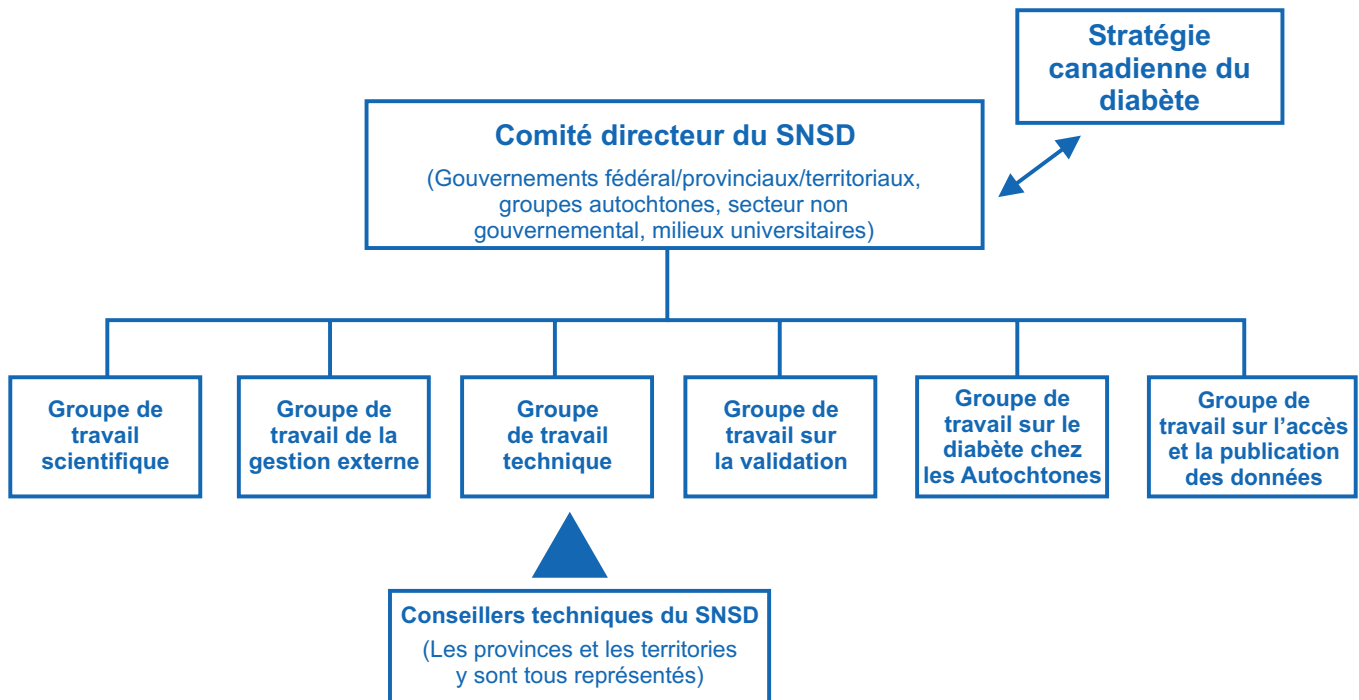 Stratégie
canadienne du
diabète
Comité directeur du SNSD
(Gouvernements fédéral/provinciaux/territoriaux,
groupes autochtones, secteur non
gouvernemental, milieux universitaires)
Groupe de
travail
scientifique
Groupe de
travail de la
gestion externe
Groupe
de travail
technique
Groupe de
travail sur
la validation
Groupe de
travail sur le
diabète chez
les Autochtones
Groupe de
travail sur l’accès
et la publication
des données
Conseillers techniques du SNSD
(Les provinces et les territories
y sont tous représentés)